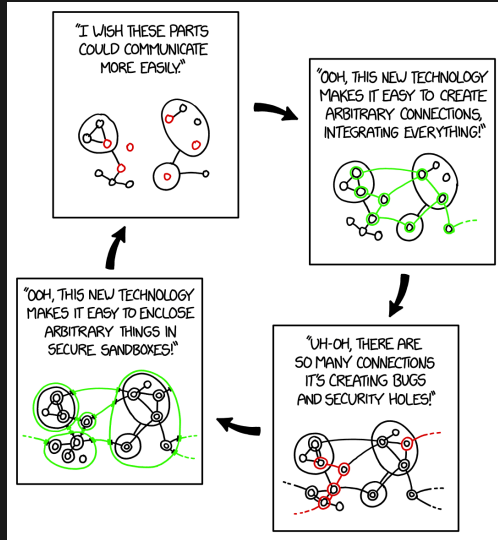 "I WISH THESE PARTS
COULD COMMUNICATE
MORE EASILY."
"OOH, THIS NEW TECHNOLOGY
MAKES IT EASY TO CREATE
ARBITRARY CONNECTIONS,
INTEGRATING EVERYTHING!"
"UH-OH, THERE ARE
SO MANY CONNECTIONS
IT'S CREATING BUGS
AND SECURITY HOLES!"
"OOH, THIS NEW TECHNOLOGY
MAKES IT EASY TO ENCLOSE
ARBITRARY THINGS IN
SECURE SANDBOXES!"